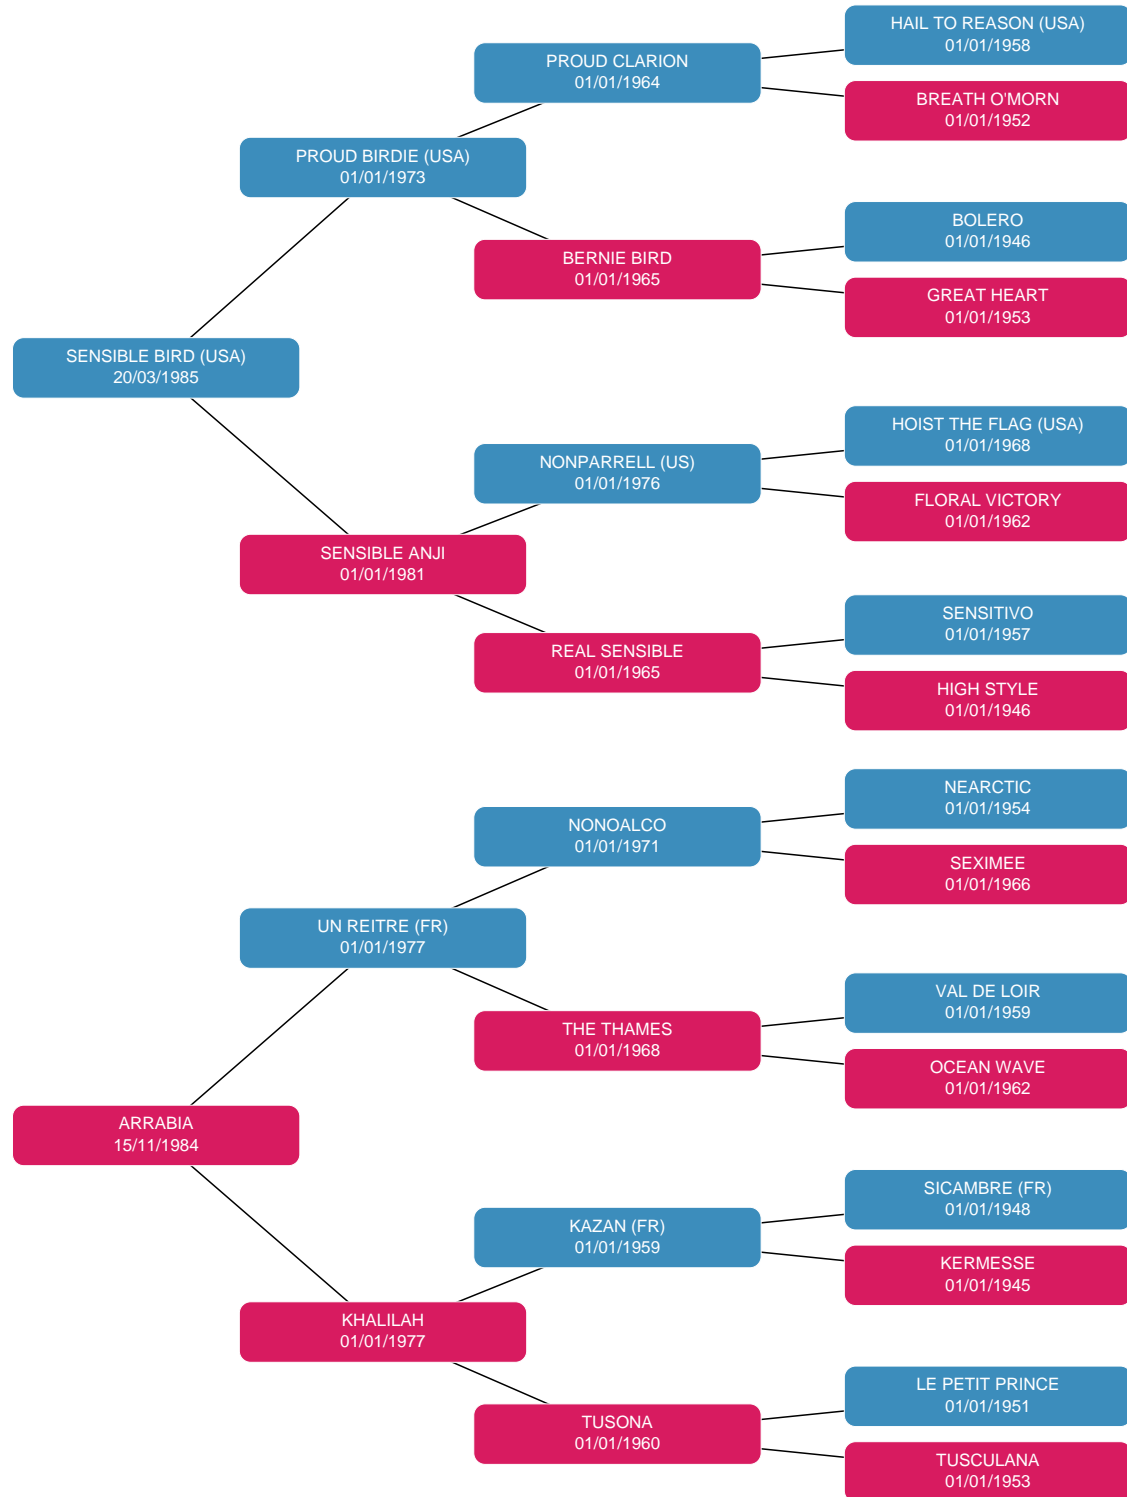 HAIL TO REASON (USA)
01/01/1958
PROUD CLARION
01/01/1964
BREATH O'MORN
01/01/1952
PROUD BIRDIE (USA)
01/01/1973
BOLERO
01/01/1946
BERNIE BIRD
01/01/1965
GREAT HEART
01/01/1953
SENSIBLE BIRD (USA)
20/03/1985
HOIST THE FLAG (USA)
01/01/1968
NONPARRELL (US)
01/01/1976
FLORAL VICTORY
01/01/1962
SENSIBLE ANJI
01/01/1981
SENSITIVO
01/01/1957
REAL SENSIBLE
01/01/1965
HIGH STYLE
01/01/1946
NEARCTIC
01/01/1954
NONOALCO
01/01/1971
SEXIMEE
01/01/1966
UN REITRE (FR)
01/01/1977
VAL DE LOIR
01/01/1959
THE THAMES
01/01/1968
OCEAN WAVE
01/01/1962
ARRABIA
15/11/1984
SICAMBRE (FR)
01/01/1948
KAZAN (FR)
01/01/1959
KERMESSE
01/01/1945
KHALILAH
01/01/1977
LE PETIT PRINCE
01/01/1951
TUSONA
01/01/1960
TUSCULANA
01/01/1953